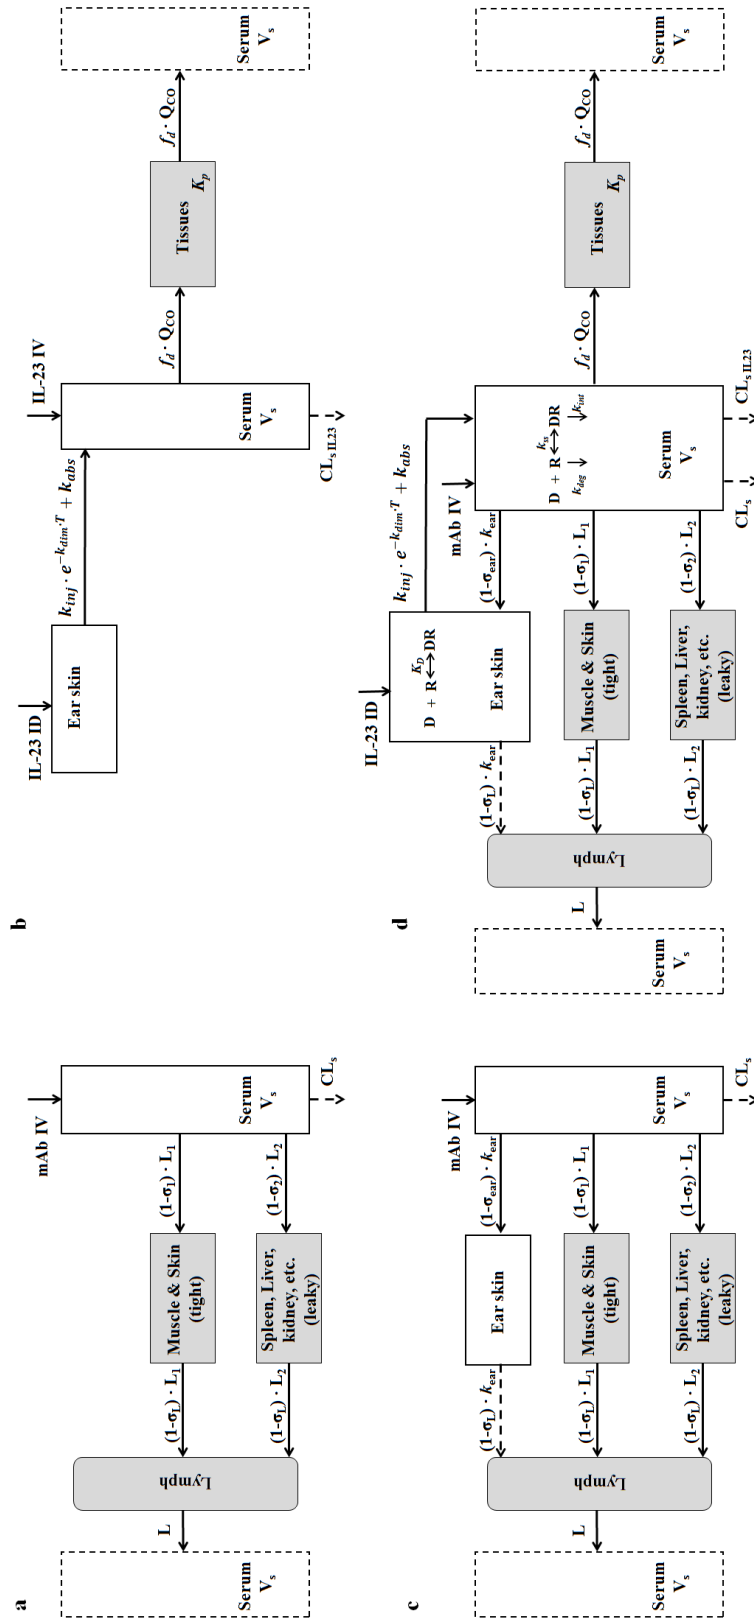 a
mAb IV
Serum
Vs
L
Lymph
(1-σL) · L1
Muscle & Skin
(tight)
(1-σ1) · L1
(1-σL) · L2
Spleen, Liver,
kidney, etc.
(leaky)
(1-σ2) · L2
Serum
Vs
CLs
b
IL-23 ID
Ear skin
kinj · e^−kdim·T + kabs
IL-23 IV
Serum
Vs
CLs IL23
fd · QCO
Tissues
Kp
fd · QCO
Serum
Vs
c
mAb IV
Serum
Vs
L
Lymph
(1-σL) · kear
Ear skin
(1-σear) · kear
(1-σL) · L1
Muscle & Skin
(tight)
(1-σ1) · L1
(1-σL) · L2
Spleen, Liver,
kidney, etc.
(leaky)
(1-σ2) · L2
Serum
Vs
CLs
d
IL-23 ID
kinj · e^−kdim·T + kabs
mAb IV
Serum
Vs
L
Lymph
(1-σL) · kear
KD
D + R ⟷ DR
Ear skin
(1-σear) · kear
(1-σL) · L1
Muscle & Skin
(tight)
(1-σ1) · L1
(1-σL) · L2
Spleen, Liver,
kidney, etc.
(leaky)
(1-σ2) · L2
kss
D + R ⟷ DR
kdeg
kint
Serum
Vs
CLs
CLs IL23
fd · QCO
Tissues
Kp
fd · QCO
Serum
Vs